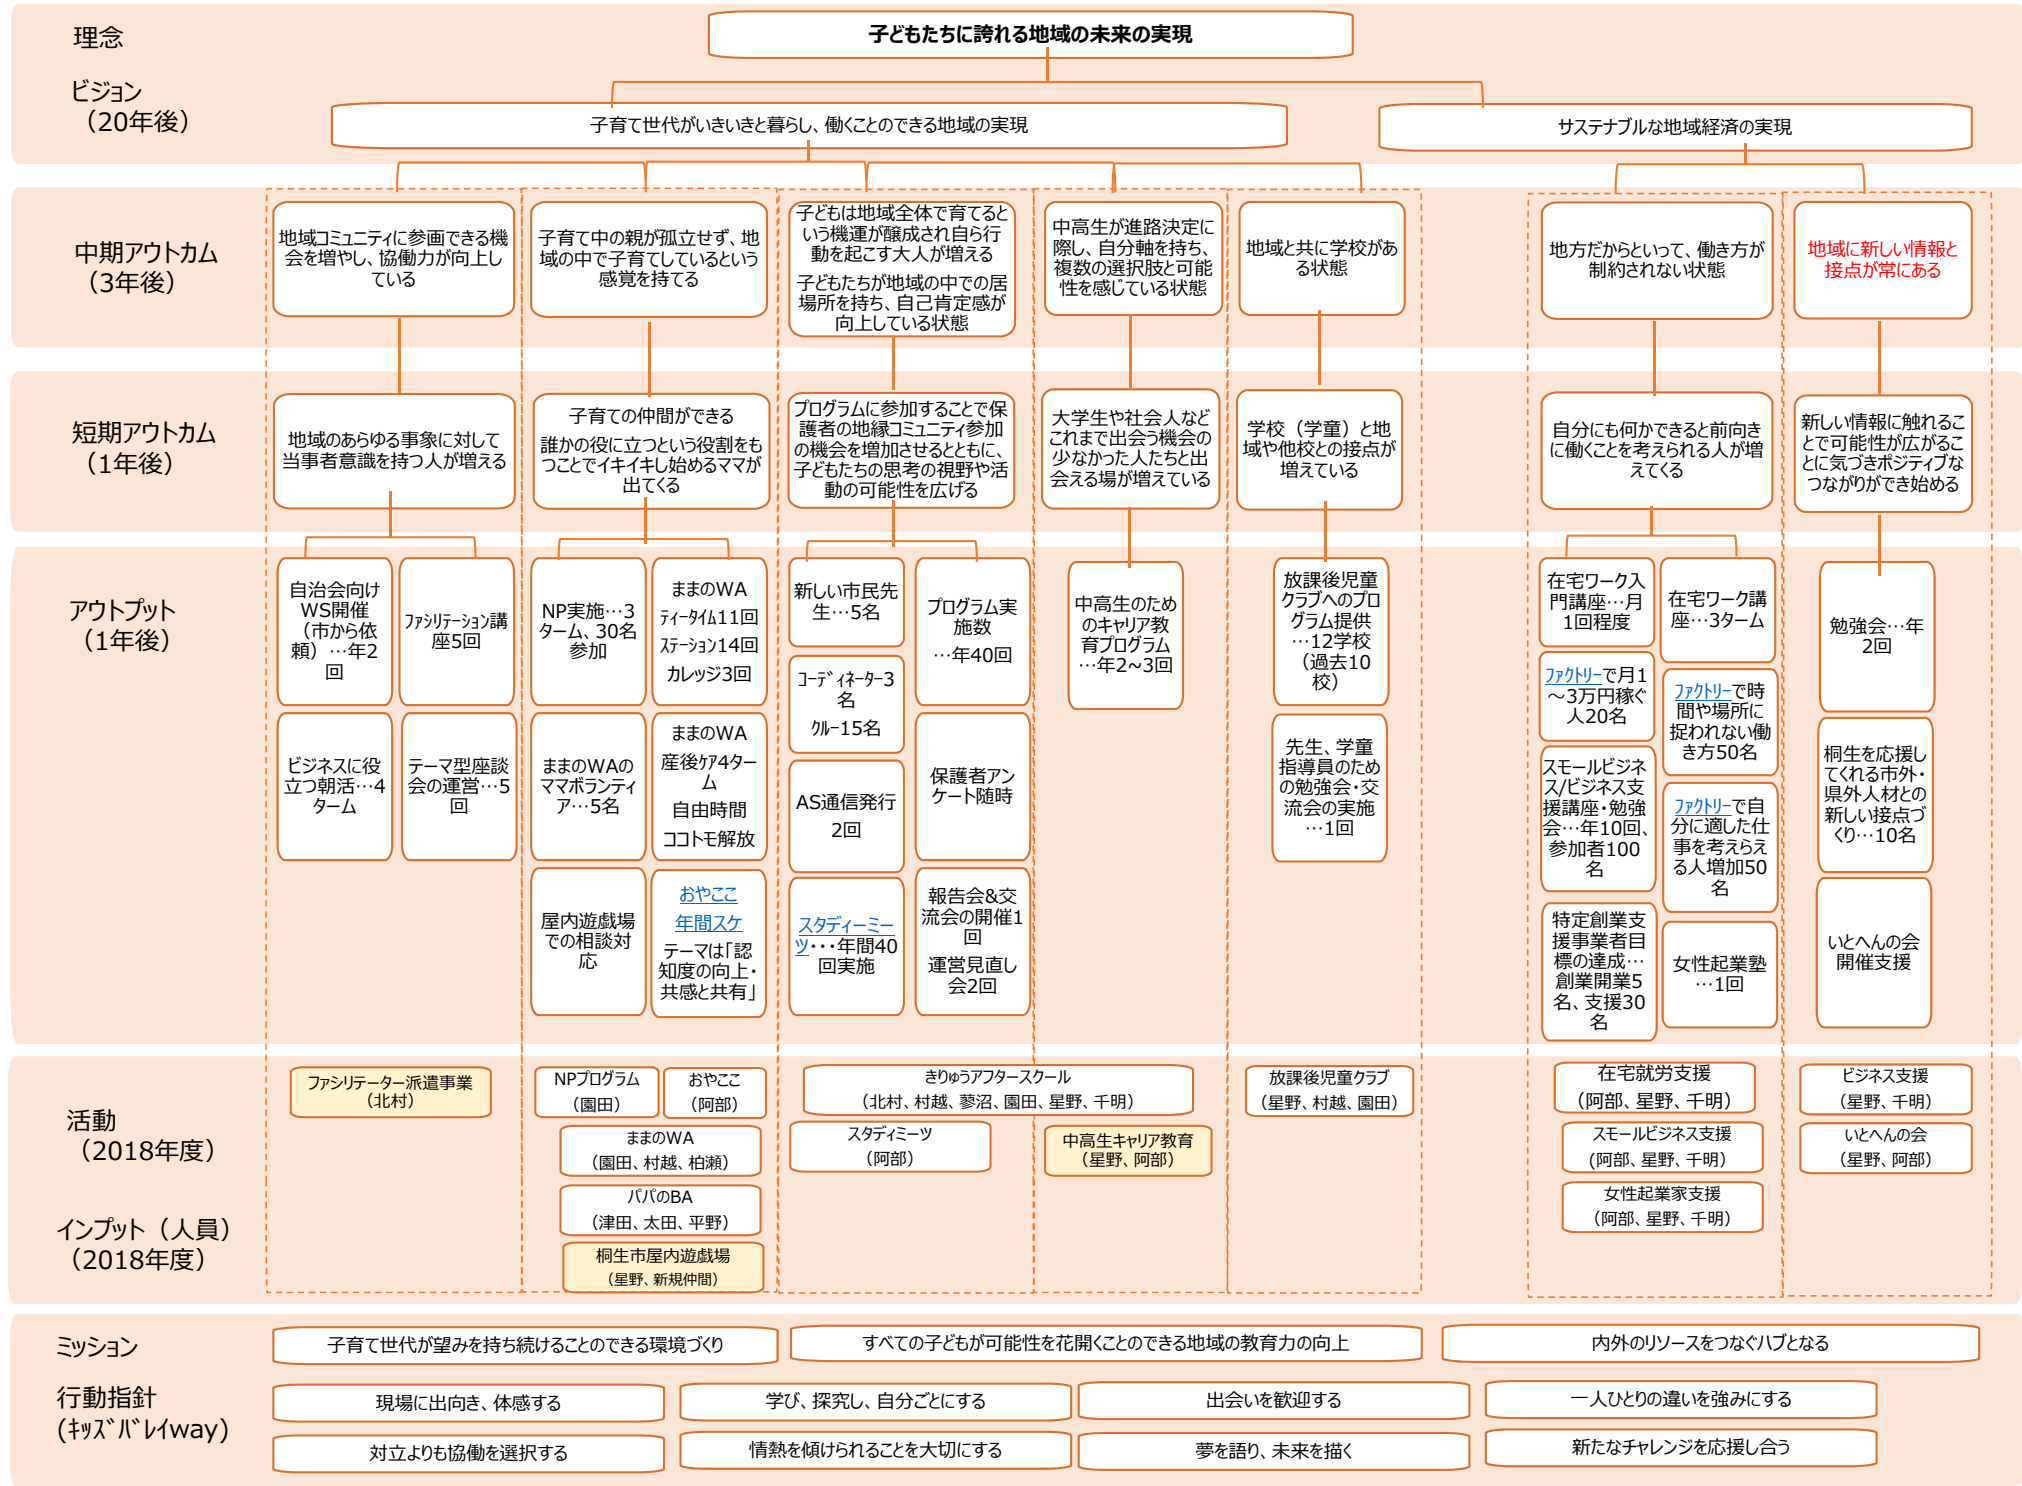 理念
子どもたちに誇れる地域の未来の実現
ビジョン
（20年後）
子育て世代がいきいきと暮らし、働くことのできる地域の実現
サステナブルな地域経済の実現
中期アウトカム
（3年後）
地域コミュニティに参画できる機
会を増やし、協働力が向上し
ている
子育て中の親が孤立せず、地
域の中で子育てしているという
感覚を持てる
子どもは地域全体で育てると
いう機運が醸成され自ら行
動を起こす大人が増える
子どもたちが地域の中での居
場所を持ち、自己肯定感が
向上している状態
中高生が進路決定に
際し、自分軸を持ち、
複数の選択肢と可能
性を感じている状態
地域と共に学校があ
る状態
地方だからといって、働き方が
制約されない状態
地域に新しい情報と
接点が常にある
短期アウトカム
（1年後）
地域のあらゆる事象に対して
当事者意識を持つ人が増える
子育ての仲間ができる
誰かの役に立つという役割をも
つことでイキイキし始めるママが
出てくる
プログラムに参加することで保
護者の地縁コミュニティ参加
の機会を増加させるとともに、
子どもたちの思考の視野や活
動の可能性を広げる
大学生や社会人など
これまで出会う機会の
少なかった人たちと出
会える場が増えている
学校（学童）と地
域や他校との接点が
増えている
自分にも何かできると前向き
に働くことを考えられる人が増
えてくる
新しい情報に触れるこ
とで可能性が広がるこ
とに気づきポジティブな
つながりができ始める
アウトプット
（1年後）
自治会向け
WS開催
（市から依
頼）…年2
回
ファシリテーション講
座5回
ビジネスに役
立つ朝活…4
ターム
テーマ型座談
会の運営…5
回
NP実施…3
ターム、30名
参加
ままのWA
ティータイム11回
ステーション14回
カレッジ3回
ままのWAの
ママボランティ
ア…5名
ままのWA
産後ケア4ター
ム
自由時間
ココトモ解放
屋内遊戯場
での相談対
応
おやここ
年間スケ
テーマは「認
知度の向上・
共感と共有」
新しい市民先
生…5名
プログラム実
施数
…年40回
コーディネーター3
名
クルー15名
AS通信発行
2回
保護者アン
ケート随時
スタディーミー
ツ・・・年間40
回実施
報告会&交
流会の開催1
回
運営見直し
会2回
中高生のため
のキャリア教
育プログラム
…年2~3回
放課後児童
クラブへのプロ
グラム提供
…12学校
（過去10
校）
先生、学童
指導員のため
の勉強会・交
流会の実施
…1回
在宅ワーク入
門講座…月
1回程度
在宅ワーク講
座…3ターム
ファクトリーで月1
～3万円稼ぐ
人20名
ファクトリーで時
間や場所に
捉われない働
き方50名
スモールビジネ
ス/ビジネス支
援講座・勉強
会…年10回、
参加者100
名
ファクトリーで自
分に適した仕
事を考えらえ
る人増加50
名
特定創業支
援事業者目
標の達成…
創業開業5
名、支援30
名
女性起業塾
…1回
勉強会…年
2回
桐生を応援し
てくれる市外・
県外人材との
新しい接点づ
くり…10名
いとへんの会
開催支援
活動
（2018年度）
インプット（人員）
（2018年度）
ファシリテーター派遣事業
（北村）
NPプログラム
（園田）
おやここ
（阿部）
ままのWA
（園田、村越、柏瀬）
パパのBA
（津田、太田、平野）
桐生市屋内遊戯場
（星野、新規仲間）
きりゅうアフタースクール
（北村、村越、蓼沼、園田、星野、千明）
スタディミーツ
（阿部）
中高生キャリア教育
（星野、阿部）
放課後児童クラブ
（星野、村越、園田）
在宅就労支援
（阿部、星野、千明）
スモールビジネス支援
(阿部、星野、千明）
女性起業家支援
（阿部、星野、千明）
ビジネス支援
（星野、千明）
いとへんの会
（星野、阿部）
ミッション
子育て世代が望みを持ち続けることのできる環境づくり
すべての子どもが可能性を花開くことのできる地域の教育力の向上
内外のリソースをつなぐハブとなる
行動指針
(キッズバレイway)
現場に出向き、体感する
学び、探究し、自分ごとにする
出会いを歓迎する
一人ひとりの違いを強みにする
対立よりも協働を選択する
情熱を傾けられることを大切にする
夢を語り、未来を描く
新たなチャレンジを応援し合う